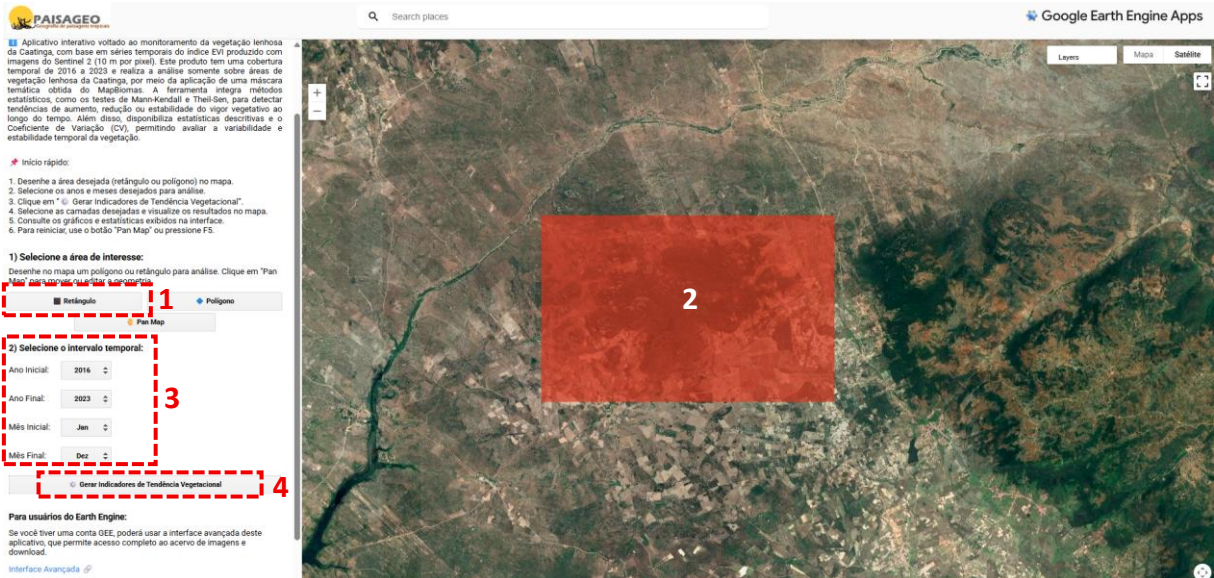 PAISAGEO
Search places
Google Earth Engine Apps
Aplicativo interativo voltado ao monitoramento da vegetação lenhosa
da Caatinga, com base em séries temporais do índice EVI produzido com
imagens do Sentinel 2 (10 m por pixel). Este produto tem uma cobertura
temporal de 2016 a 2023 e realiza a análise somente sobre áreas de
vegetação lenhosa da Caatinga, por meio da aplicação de uma máscara
temática obtida do MapBiomas. A ferramenta integra métodos
estatísticos, como os testes de Mann-Kendall e Theil-Sen, para detectar
tendências de aumento, redução ou estabilidade do vigor vegetativo ao
longo do tempo. Além disso, disponibiliza estatísticas descritivas e o
Coeficiente de Variação (CV), permitindo avaliar a variabilidade e
estabilidade temporal da vegetação.
Início rápido:
1. Desenhe a área desejada (retângulo ou polígono) no mapa.
2. Selecione os anos e meses desejados para análise.
3. Clique em " Gerar Indicadores de Tendência Vegetacional".
4. Selecione as camadas desejadas e visualize os resultados no mapa.
5. Consulte os gráficos e estatísticas exibidos na interface.
6. Para reiniciar, use o botão "Pan Map" ou pressione F5.
1) Selecione a área de interesse:
Desenhe no mapa um polígono ou retângulo para análise. Clique em "Pan
Map" para mover ou editar a geometria
Retângulo
1
Polígono
Pan Map
2) Selecione o intervalo temporal:
Ano Inicial: 2016
Ano Final: 2023
3
Mês Inicial: Jan
Mês Final: Dez
Gerar Indicadores de Tendência Vegetacional
4
Para usuários do Earth Engine:
Se você tiver uma conta GEE, poderá usar a interface avançada deste
aplicativo, que permite acesso completo ao acervo de imagens e
download.
Interface Avançada
+
−
2
Layers
Mapa
Satélite